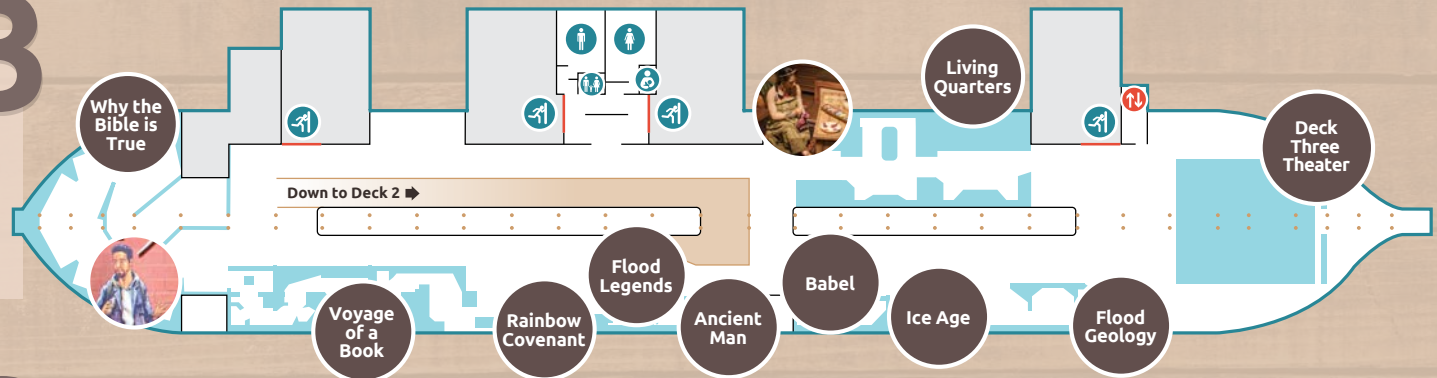 3
Why the
Bible is
True
Living
Quarters
Deck
Three
Theater
Down to Deck 2 ➡
Flood
Legends
Babel
Voyage
of a
Book
Rainbow
Covenant
Ancient
Man
Ice Age
Flood
Geology